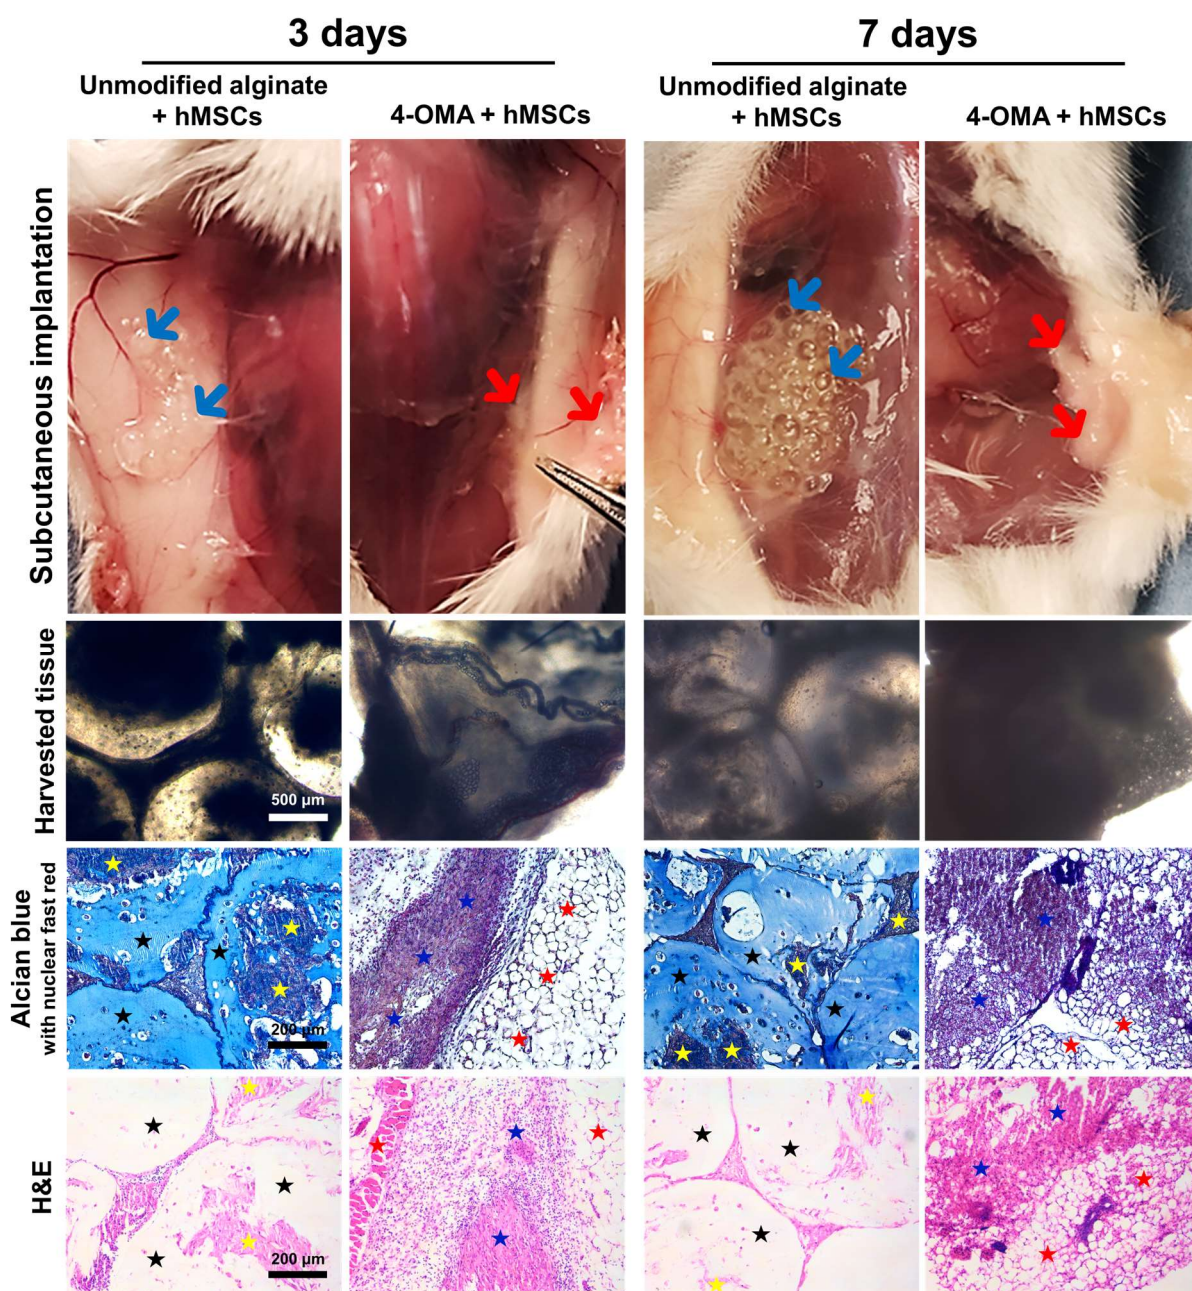 3 days
7 days
Unmodified alginate
+ hMSCs
4-OMA + hMSCs
Unmodified alginate
+ hMSCs
4-OMA + hMSCs
Subcutaneous implantation
Harvested tissue
500 μm
Alcian blue
with nuclear fast red
200 μm
H&E
200 μm